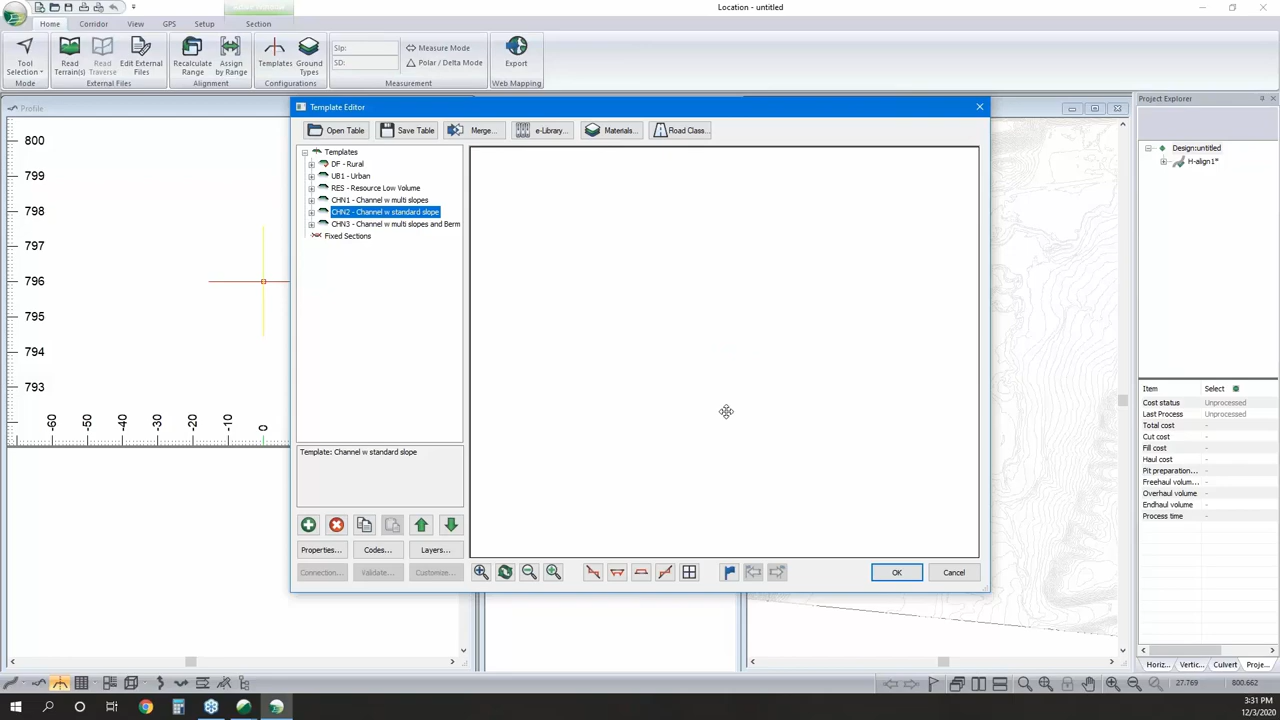 Location - untitled
Home
Corridor
View
GPS
Setup
Section
Tool
Selection
Read
Terrain(s)
Read
Traverse
Edit External
Files
Recalculate
Range
Assign
by Range
Templates
Ground
Types
Slp:
SD:
Measure Mode
Polar / Delta Mode
Export
Mode
External Files
Alignment
Configurations
Measurement
Web Mapping
Profile
800
799
798
797
796
795
794
793
-60
-50
-40
-30
-20
-10
0
Template Editor
Open Table
Save Table
Merge...
e-Library...
Materials...
Road Class...
Templates
DF - Rural
UB1 - Urban
RES - Resource Low Volume
CHN1 - Channel w multi slopes
CHN2 - Channel w standard slope
CHN3 - Channel w multi slopes and Berm
Fixed Sections
Template: Channel w standard slope
Properties...
Codes...
Layers...
Connection...
Validate...
Customize...
OK
Cancel
Project Explorer
Design:untitled
H-align1*
Item Select
Cost status Unprocessed
Last Process Unprocessed
Total cost -
Cut cost -
Fill cost -
Haul cost -
Pit preparation... -
Freehaul volum... -
Overhaul volume -
Endhaul volume -
Process time -
Horiz...
Vertic...
Culvert
Proje...
27.769
800.662
3:31 PM
12/3/2020